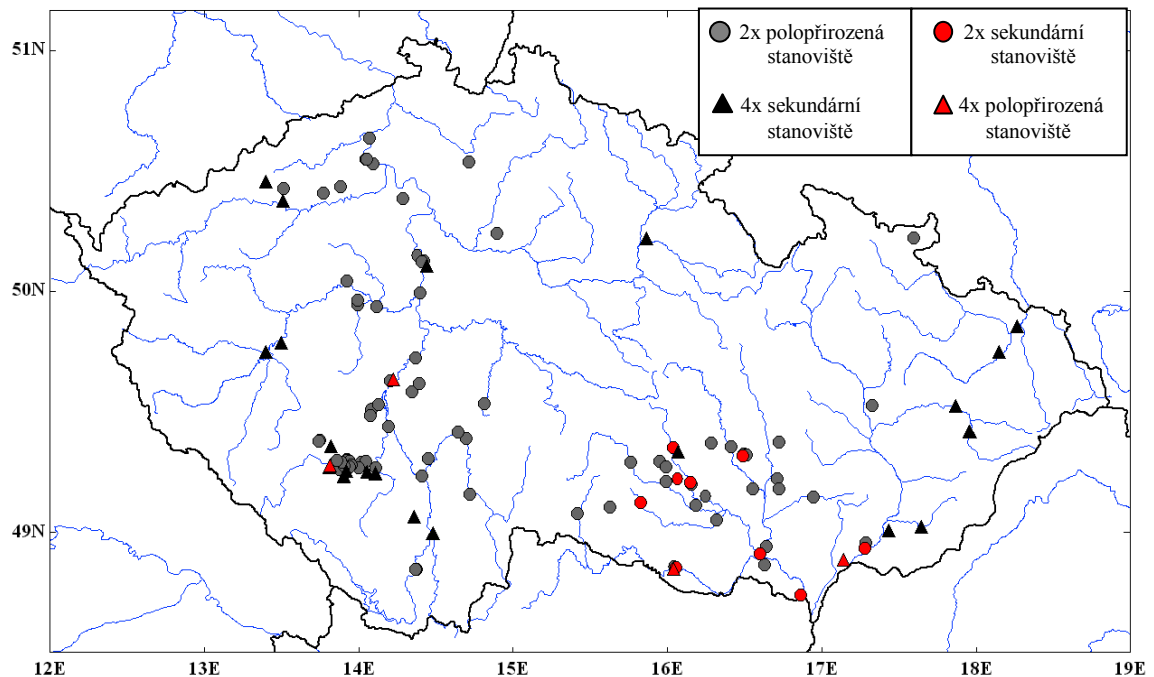 2x polopřirozená
stanoviště
2x sekundární
stanoviště
4x sekundární
stanoviště
4x polopřirozená
stanoviště
51N
50N
49N
12E 13E 14E 15E 16E 17E 18E 19E